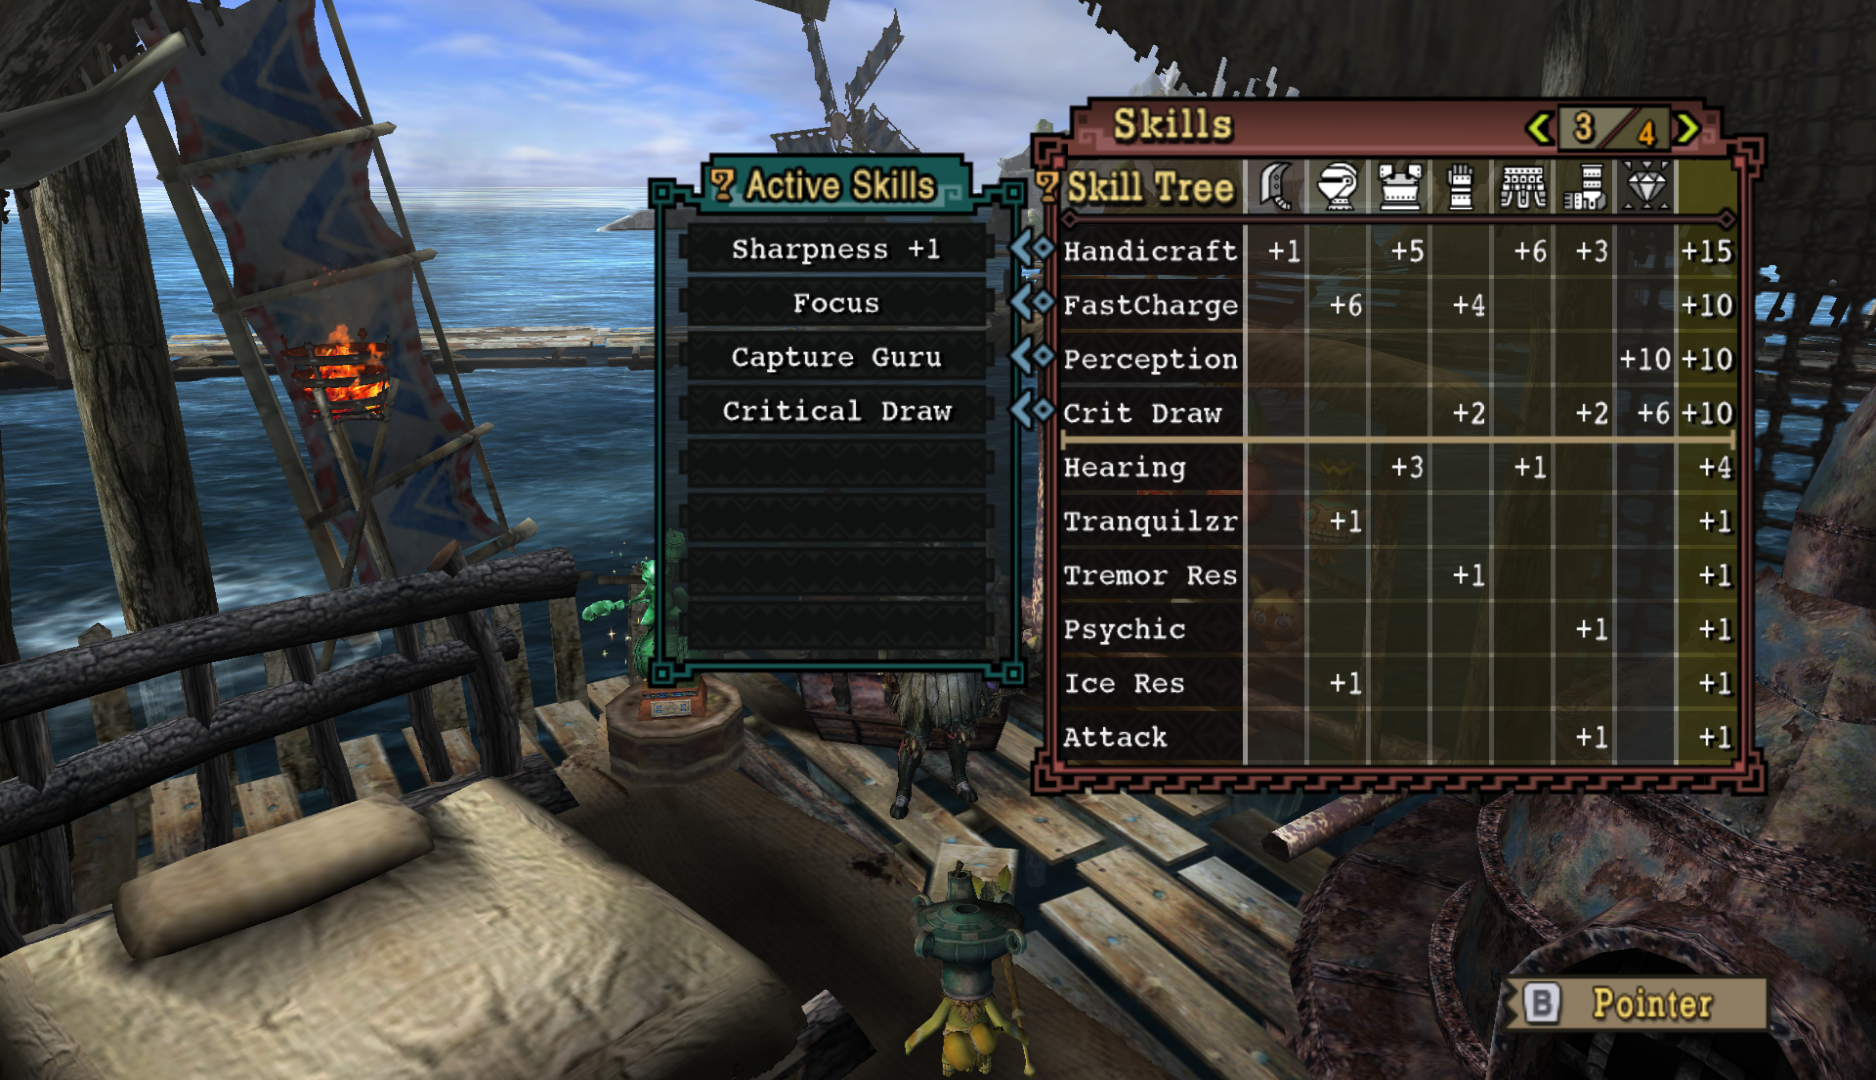 Skills
3/4
? Active Skills
? Skill Tree
Sharpness +1
Focus
Capture Guru
Critical Draw
Handicraft +1 +5 +6 +3 +15
FastCharge +6 +4 +10
Perception +10 +10
Crit Draw +2 +2 +6 +10
Hearing +3 +1 +4
Tranquilzr +1 +1
Tremor Res +1 +1
Psychic +1 +1
Ice Res +1 +1
Attack +1 +1
B Pointer